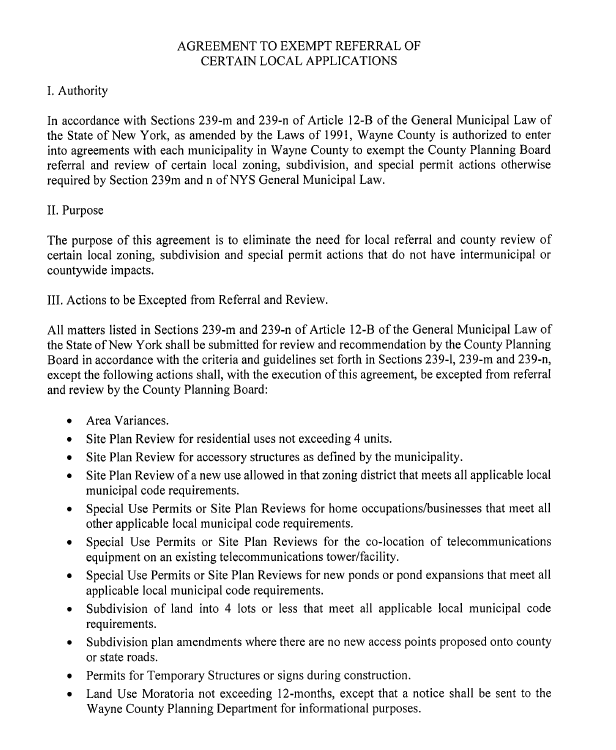 AGREEMENT TO EXEMPT REFERRAL OF
CERTAIN LOCAL APPLICATIONS
I. Authority
In accordance with Sections 239-m and 239-n of Article 12-B of the General Municipal Law of
the State of New York, as amended by the Laws of 1991, Wayne County is authorized to enter
into agreements with each municipality in Wayne County to exempt the County Planning Board
referral and review of certain local zoning, subdivision, and special permit actions otherwise
required by Section 239m and n of NYS General Municipal Law.
II. Purpose
The purpose of this agreement is to eliminate the need for local referral and county review of
certain local zoning, subdivision and special permit actions that do not have intermunicipal or
countywide impacts.
III. Actions to be Excepted from Referral and Review.
All matters listed in Sections 239-m and 239-n of Article 12-B of the General Municipal Law of
the State of New York shall be submitted for review and recommendation by the County Planning
Board in accordance with the criteria and guidelines set forth in Sections 239-l, 239-m and 239-n,
except the following actions shall, with the execution of this agreement, be excepted from referral
and review by the County Planning Board:
• Area Variances.
• Site Plan Review for residential uses not exceeding 4 units.
• Site Plan Review for accessory structures as defined by the municipality.
• Site Plan Review of a new use allowed in that zoning district that meets all applicable local
municipal code requirements.
• Special Use Permits or Site Plan Reviews for home occupations/businesses that meet all
other applicable local municipal code requirements.
• Special Use Permits or Site Plan Reviews for the co-location of telecommunications
equipment on an existing telecommunications tower/facility.
• Special Use Permits or Site Plan Reviews for new ponds or pond expansions that meet all
applicable local municipal code requirements.
• Subdivision of land into 4 lots or less that meet all applicable local municipal code
requirements.
• Subdivision plan amendments where there are no new access points proposed onto county
or state roads.
• Permits for Temporary Structures or signs during construction.
• Land Use Moratoria not exceeding 12-months, except that a notice shall be sent to the
Wayne County Planning Department for informational purposes.